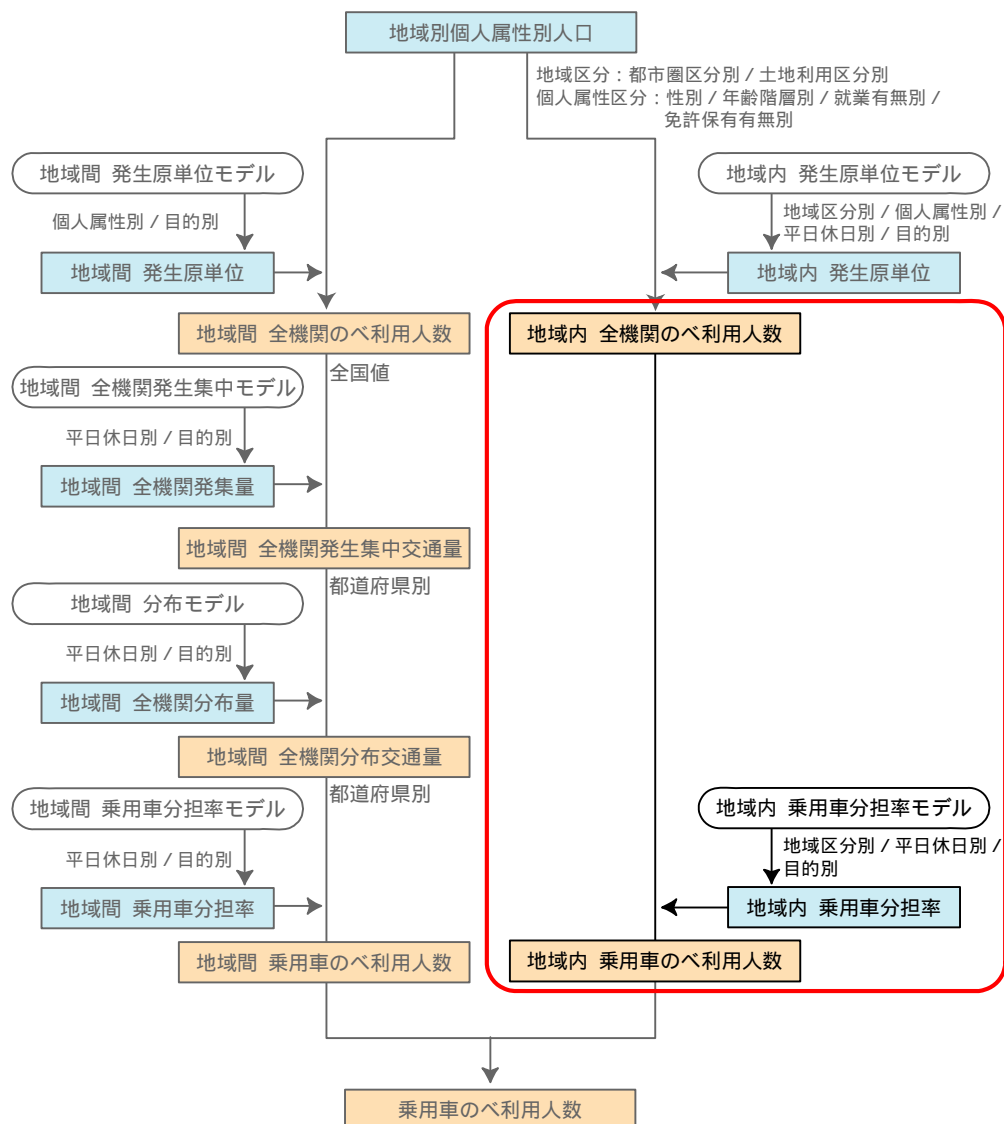 地域別個人属性別人口
地域区分：都市圏区分別 / 土地利用区分別
個人属性区分：性別 / 年齢階層別 / 就業有無別 /
免許保有有無別
地域間 発生原単位モデル
個人属性別 / 目的別
地域間 発生原単位
地域内 発生原単位モデル
地域区分別 / 個人属性別 /
平日休日別 / 目的別
地域内 発生原単位
地域間 全機関のべ利用人数
全国値
地域内 全機関のべ利用人数
地域間 全機関発生集中モデル
平日休日別 / 目的別
地域間 全機関発集量
地域間 全機関発生集中交通量
都道府県別
地域間 分布モデル
平日休日別 / 目的別
地域間 全機関分布量
地域間 全機関分布交通量
都道府県別
地域間 乗用車分担率モデル
平日休日別 / 目的別
地域間 乗用車分担率
地域内 乗用車分担率モデル
地域区分別 / 平日休日別 /
目的別
地域内 乗用車分担率
地域間 乗用車のべ利用人数
地域内 乗用車のべ利用人数
乗用車のべ利用人数